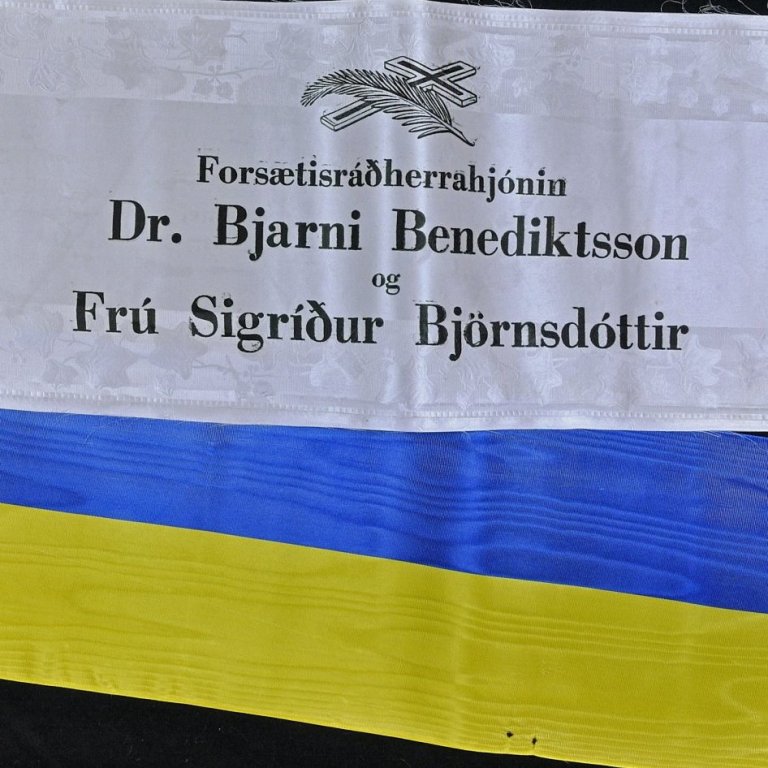 Forsætisráðherrahjónin
Dr. Bjarni Benediktsson
og
Frú Sigríður Björnsdóttir